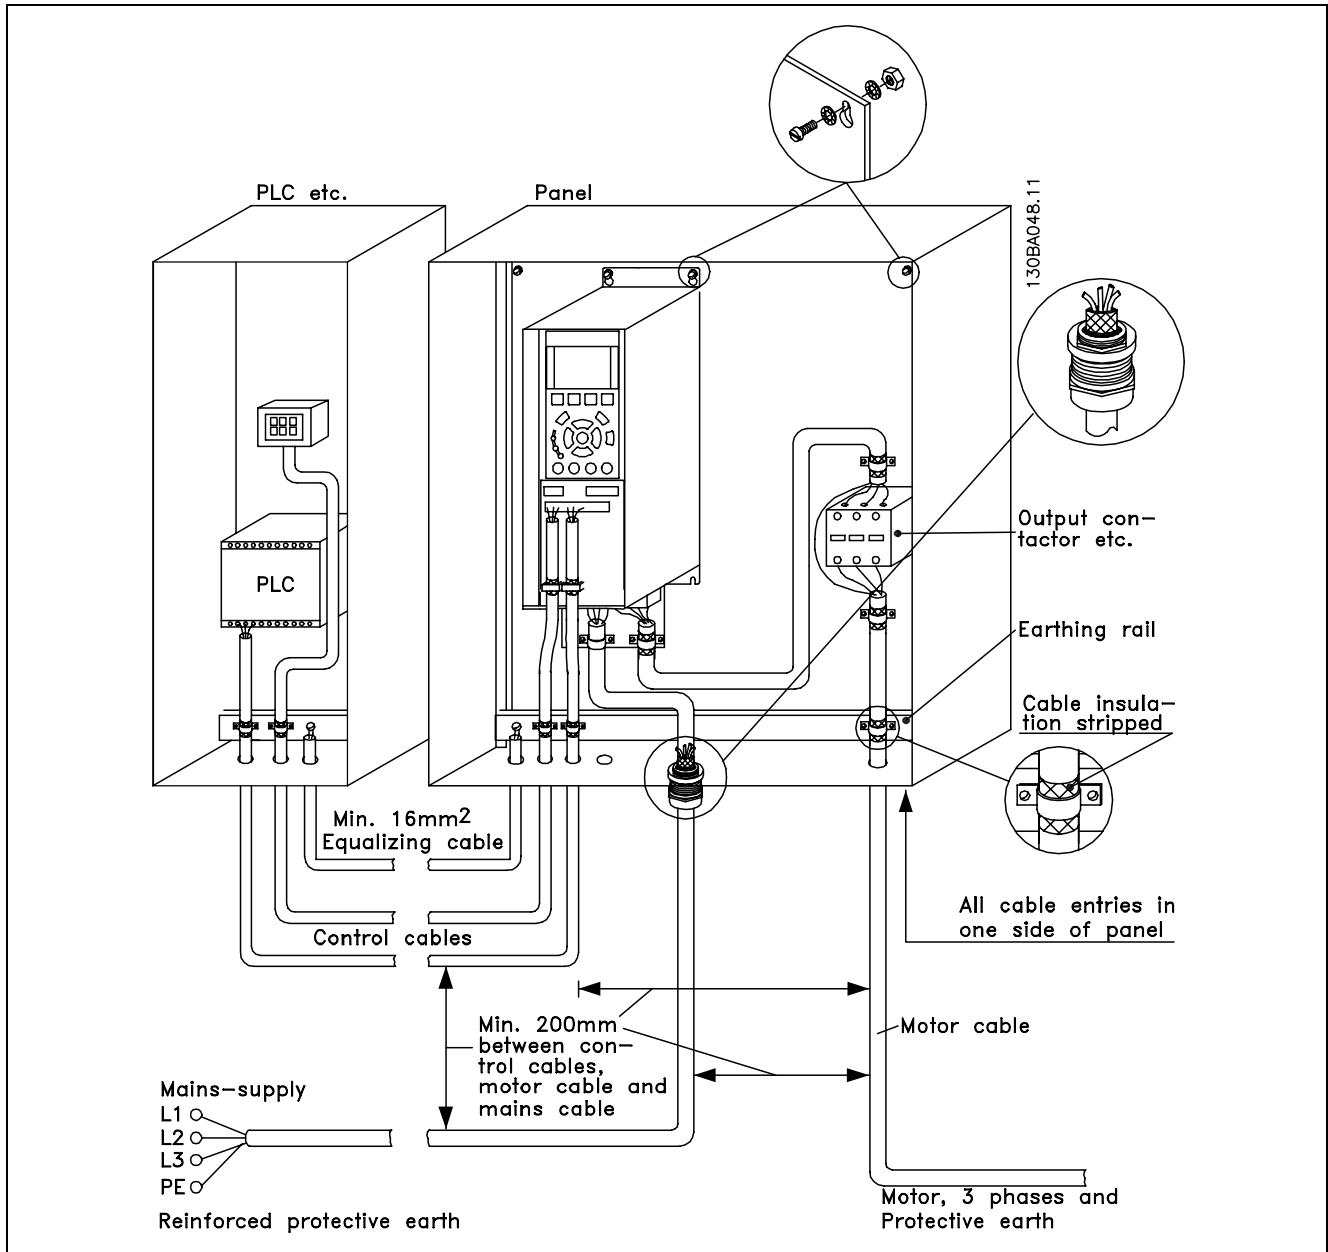 PLC etc.
Panel
130BA048.11
PLC
Output con-
tactor etc.
Earthing rail
Cable insula-
tion stripped
Min. 16mm2
Equalizing cable
All cable entries in
one side of panel
Control cables
Min. 200mm
between con-
trol cables,
motor cable and
mains cable
Motor cable
Mains-supply
L1
L2
L3
PE
Reinforced protective earth
Motor, 3 phases and
Protective earth